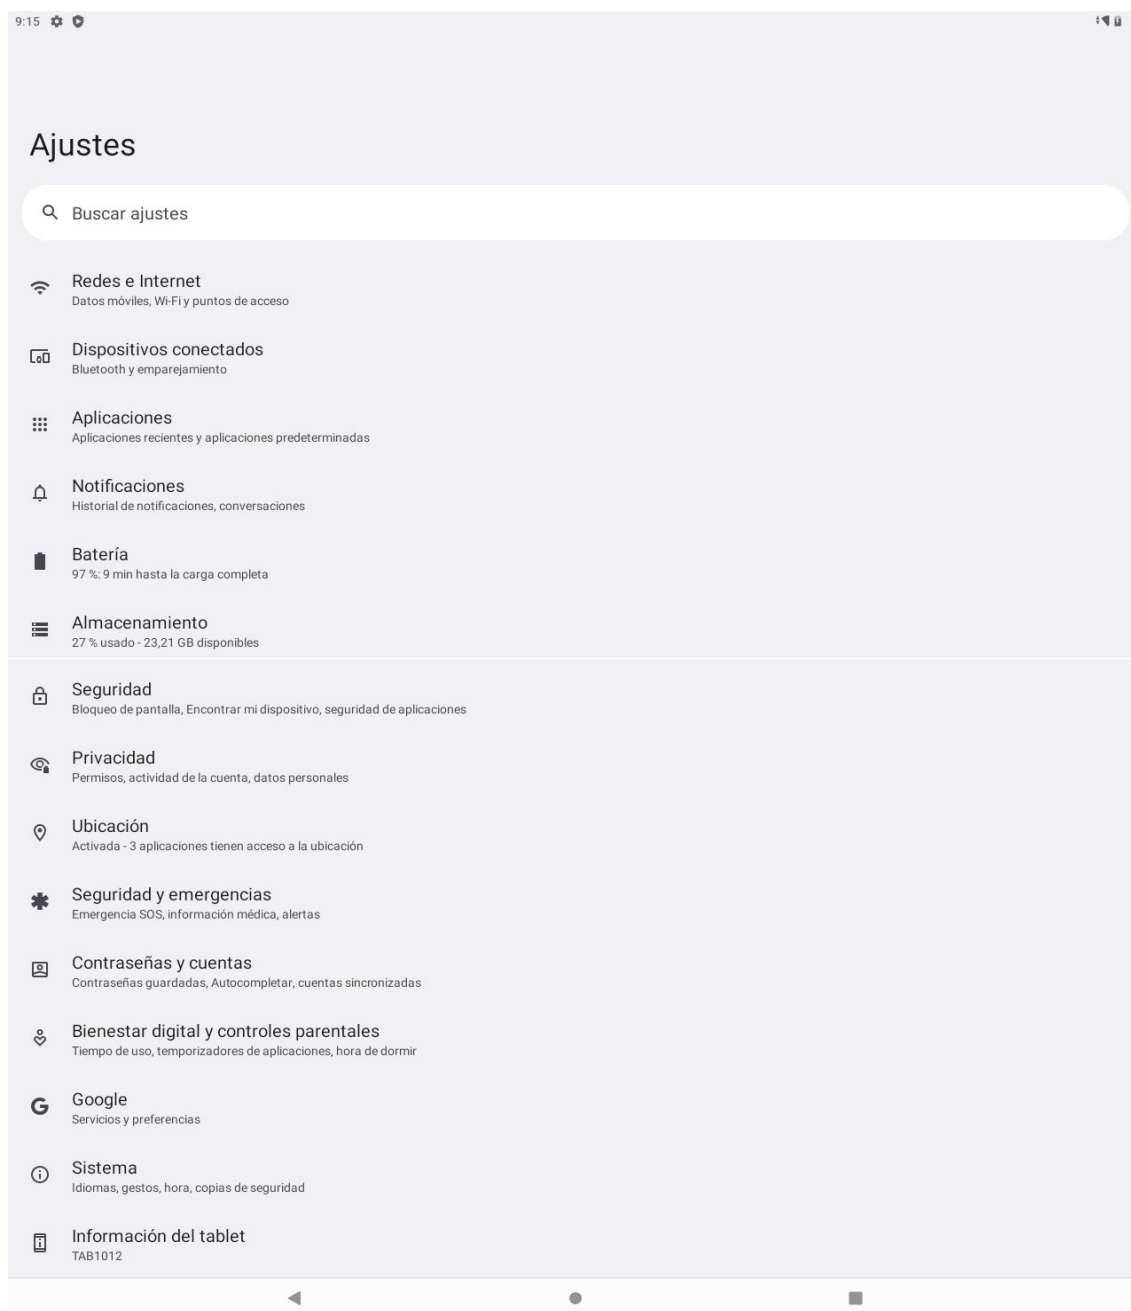 9:15
Ajustes
Buscar ajustes
Redes e Internet
Datos móviles, Wi-Fi y puntos de acceso
Dispositivos conectados
Bluetooth y emparejamiento
Aplicaciones
Aplicaciones recientes y aplicaciones predeterminadas
Notificaciones
Historial de notificaciones, conversaciones
Batería
97 %: 9 min hasta la carga completa
Almacenamiento
27 % usado - 23,21 GB disponibles
Seguridad
Bloqueo de pantalla, Encontrar mi dispositivo, seguridad de aplicaciones
Privacidad
Permisos, actividad de la cuenta, datos personales
Ubicación
Activada - 3 aplicaciones tienen acceso a la ubicación
Seguridad y emergencias
Emergencia SOS, información médica, alertas
Contraseñas y cuentas
Contraseñas guardadas, Autocompletar, cuentas sincronizadas
Bienestar digital y controles parentales
Tiempo de uso, temporizadores de aplicaciones, hora de dormir
Google
Servicios y preferencias
Sistema
Idiomas, gestos, hora, copias de seguridad
Información del tablet
TAB1012